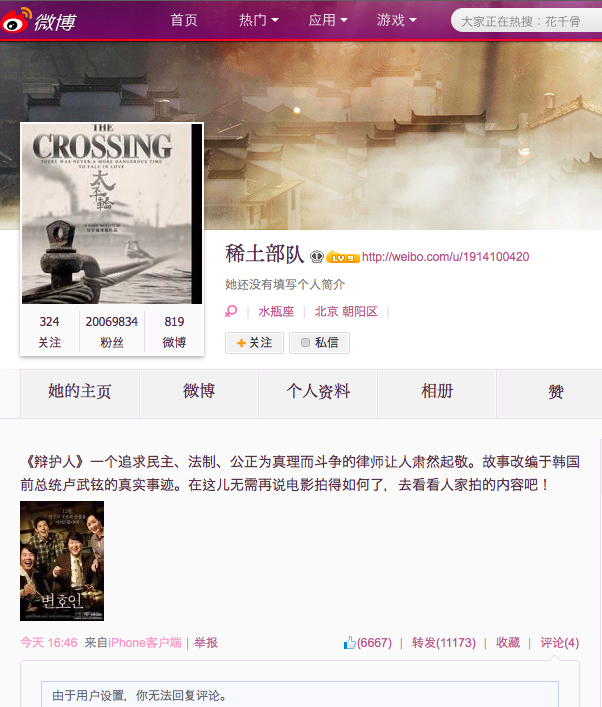 微博 首页 热门 应用 游戏 大家正在热搜：花千骨
THE
CROSSING
THERE WAS NEVER A MORE DANGEROUS TIME
TO FALL IN LOVE
太平輪
稀土部队 LV 9 http://weibo.com/u/1914100420
她还没有填写个人简介
水瓶座 | 北京 朝阳区 |
324 20069834 819
关注 粉丝 微博
+关注 私信
她的主页 微博 个人资料 相册 赞
《辩护人》一个追求民主、法制、公正为真理而斗争的律师让人肃然起敬。故事改编于韩国
前总统卢武铉的真实事迹。在这儿无需再说电影拍得如何了，去看看人家拍的内容吧！
12월
변호인
今天 16:46 来自iPhone客户端 | 举报 (6667) | 转发(11173) | 收藏 | 评论(4)
由于用户设置，你无法回复评论。